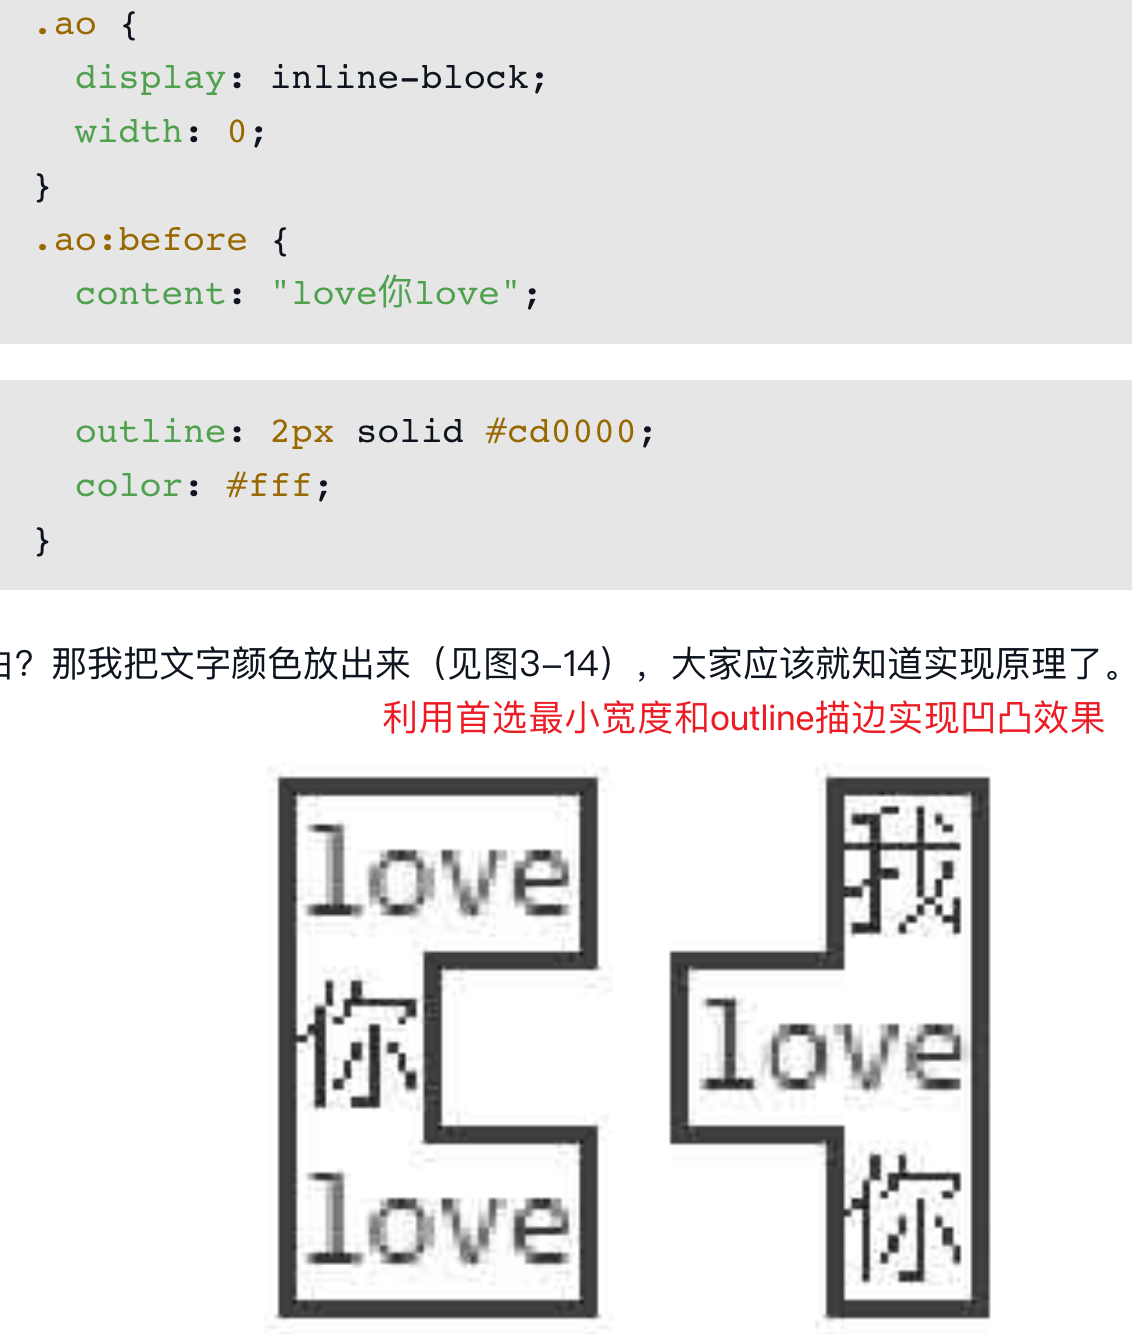 .ao {
  display: inline-block;
  width: 0;
}
.ao:before {
  content: "love你love";
  outline: 2px solid #cd0000;
  color: #fff;
}
？那我把文字颜色放出来（见图3-14），大家应该就知道实现原理了。
利用首选最小宽度和outline描边实现凹凸效果
love
你
love
我
love
你